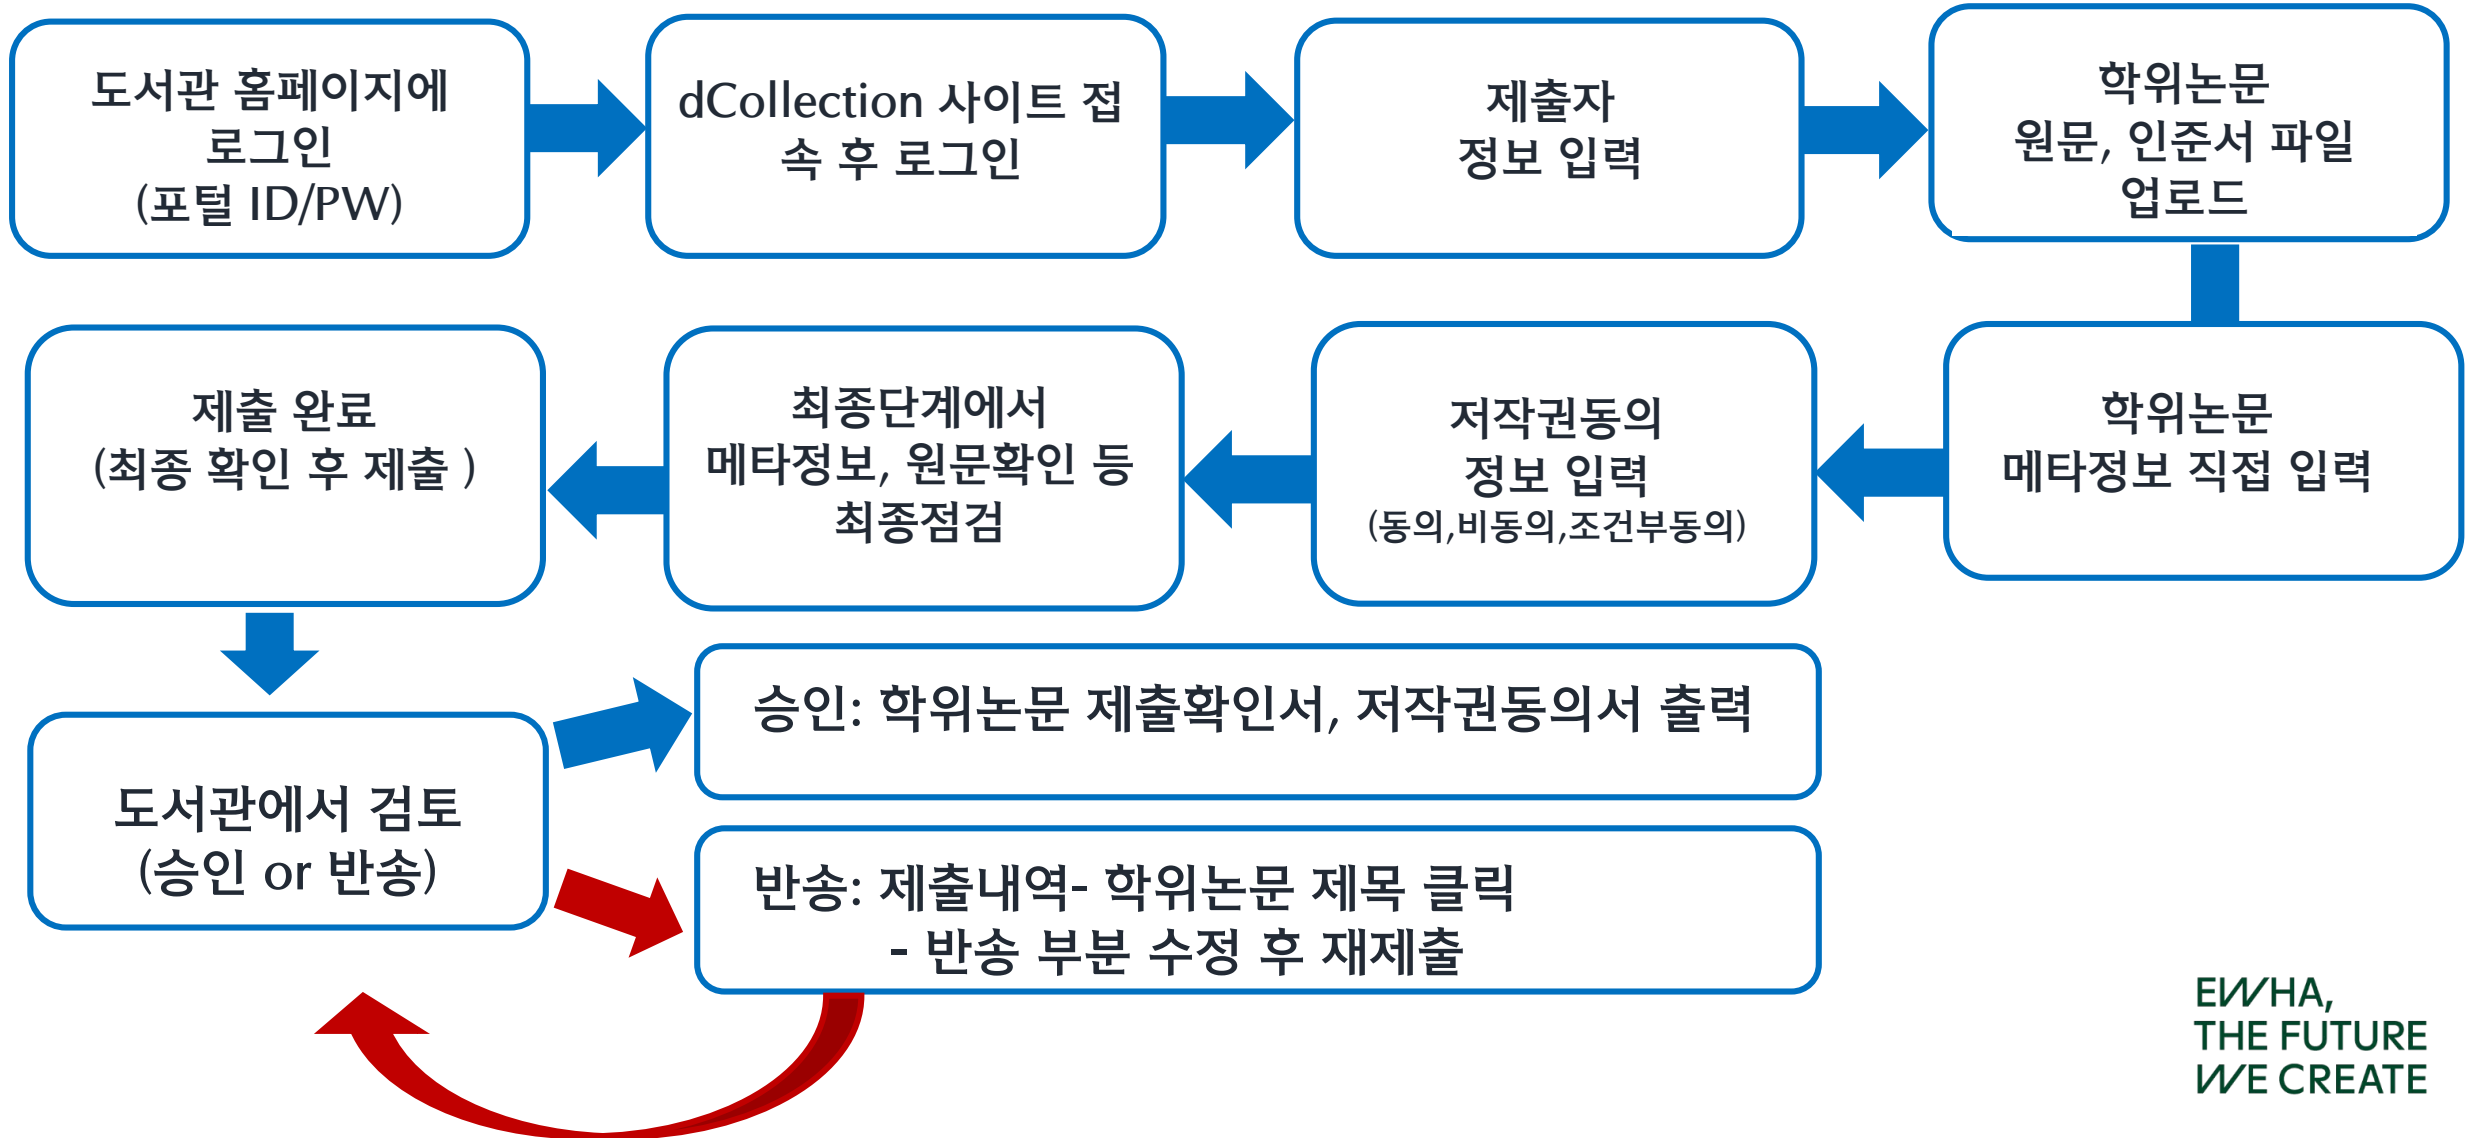 도서관 홈페이지에
로그인
(포털 ID/PW)
dCollection 사이트 접
속 후 로그인
제출자
정보 입력
학위논문
원문, 인준서 파일
업로드
학위논문
메타정보 직접 입력
저작권동의
정보 입력
(동의,비동의,조건부동의)
최종단계에서
메타정보, 원문확인 등
최종점검
제출 완료
(최종 확인 후 제출 )
도서관에서 검토
(승인 or 반송)
승인: 학위논문 제출확인서, 저작권동의서 출력
반송: 제출내역- 학위논문 제목 클릭
- 반송 부분 수정 후 재제출
EWHA,
THE FUTURE
WE CREATE